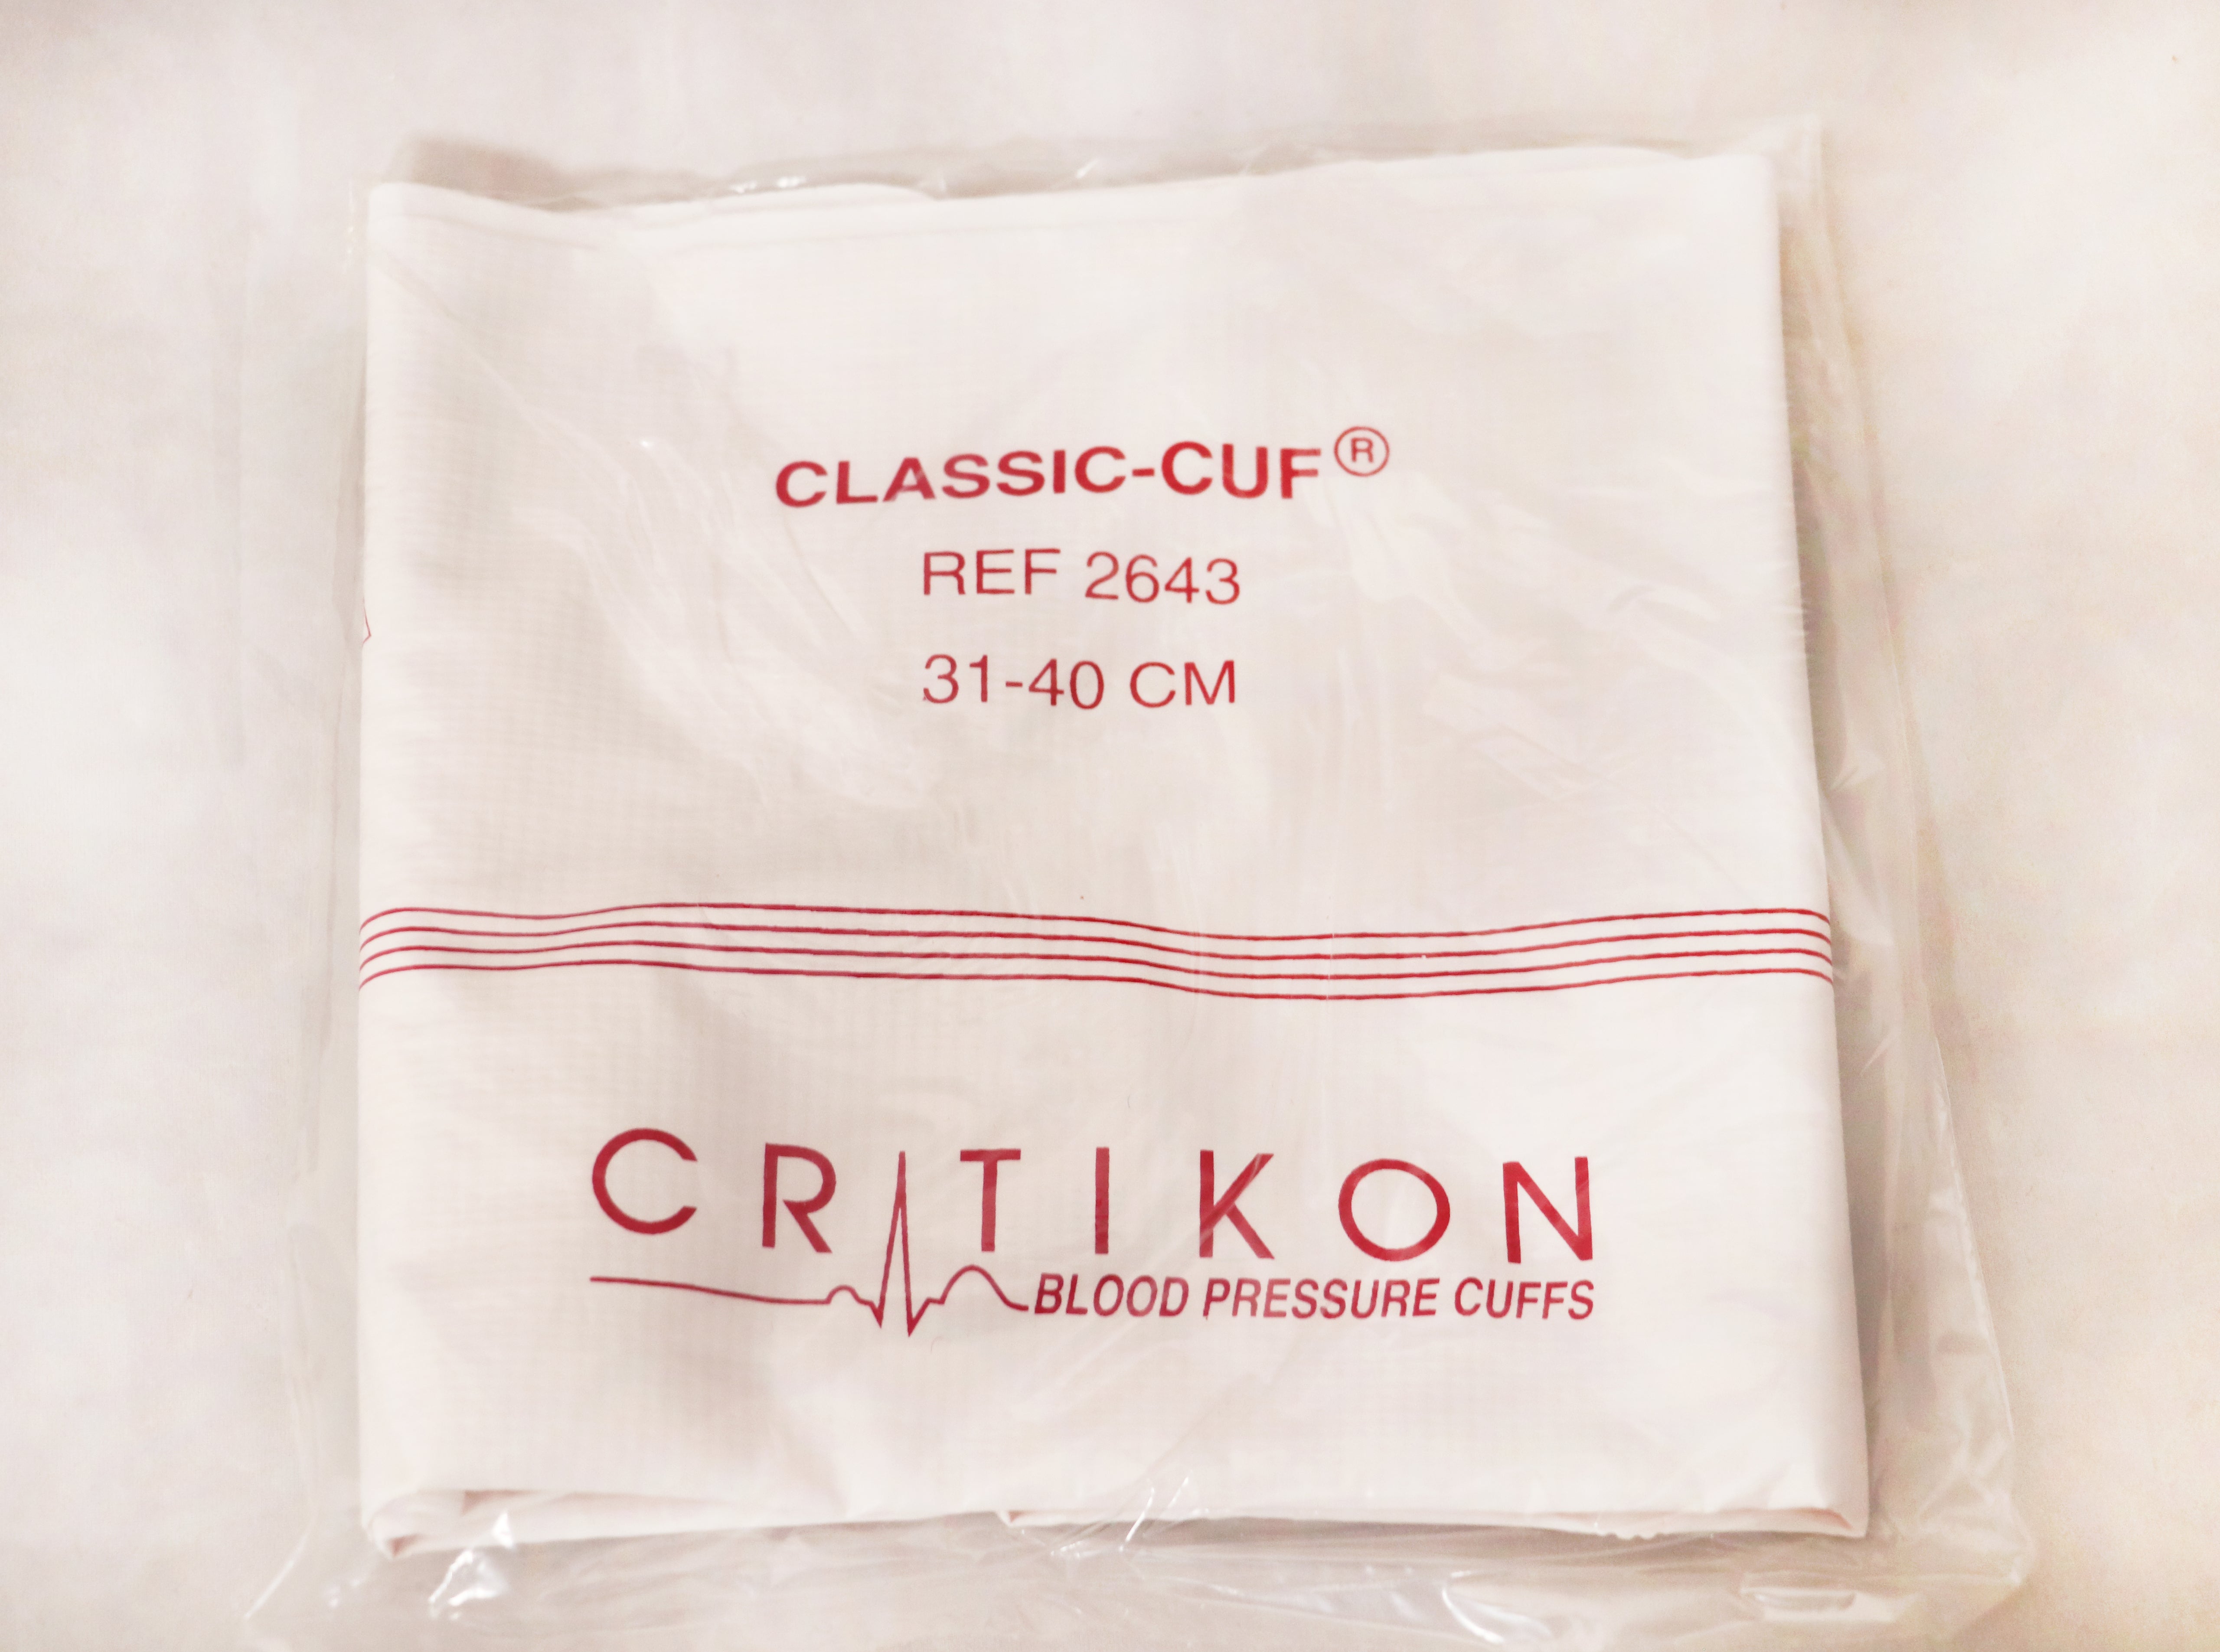 CLASSIC-CUF®
REF 2643
31-40 CM
CRITIKON
BLOOD PRESSURE CUFFS